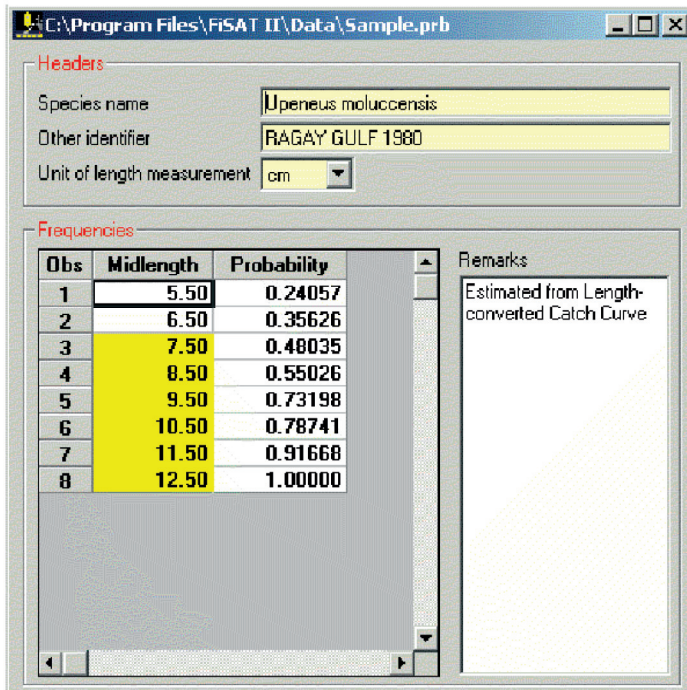 C:\Program Files\FiSAT II\Data\Sample.prb
Headers
Species name Upeneus moluccensis
Other identifier RAGAY GULF 1980
Unit of length measurement cm
Frequencies
Obs Midlength Probability
1 5.50 0.24057
2 6.50 0.35626
3 7.50 0.48035
4 8.50 0.55026
5 9.50 0.73198
6 10.50 0.78741
7 11.50 0.91668
8 12.50 1.00000
Remarks
Estimated from Length-
converted Catch Curve